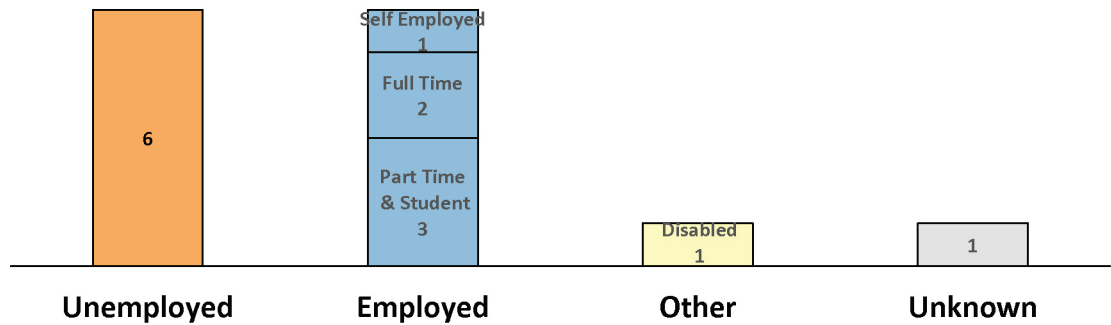 6
Self Employed
1
Full Time
2
Part Time
& Student
3
Disabled
1
1
Unemployed
Employed
Other
Unknown